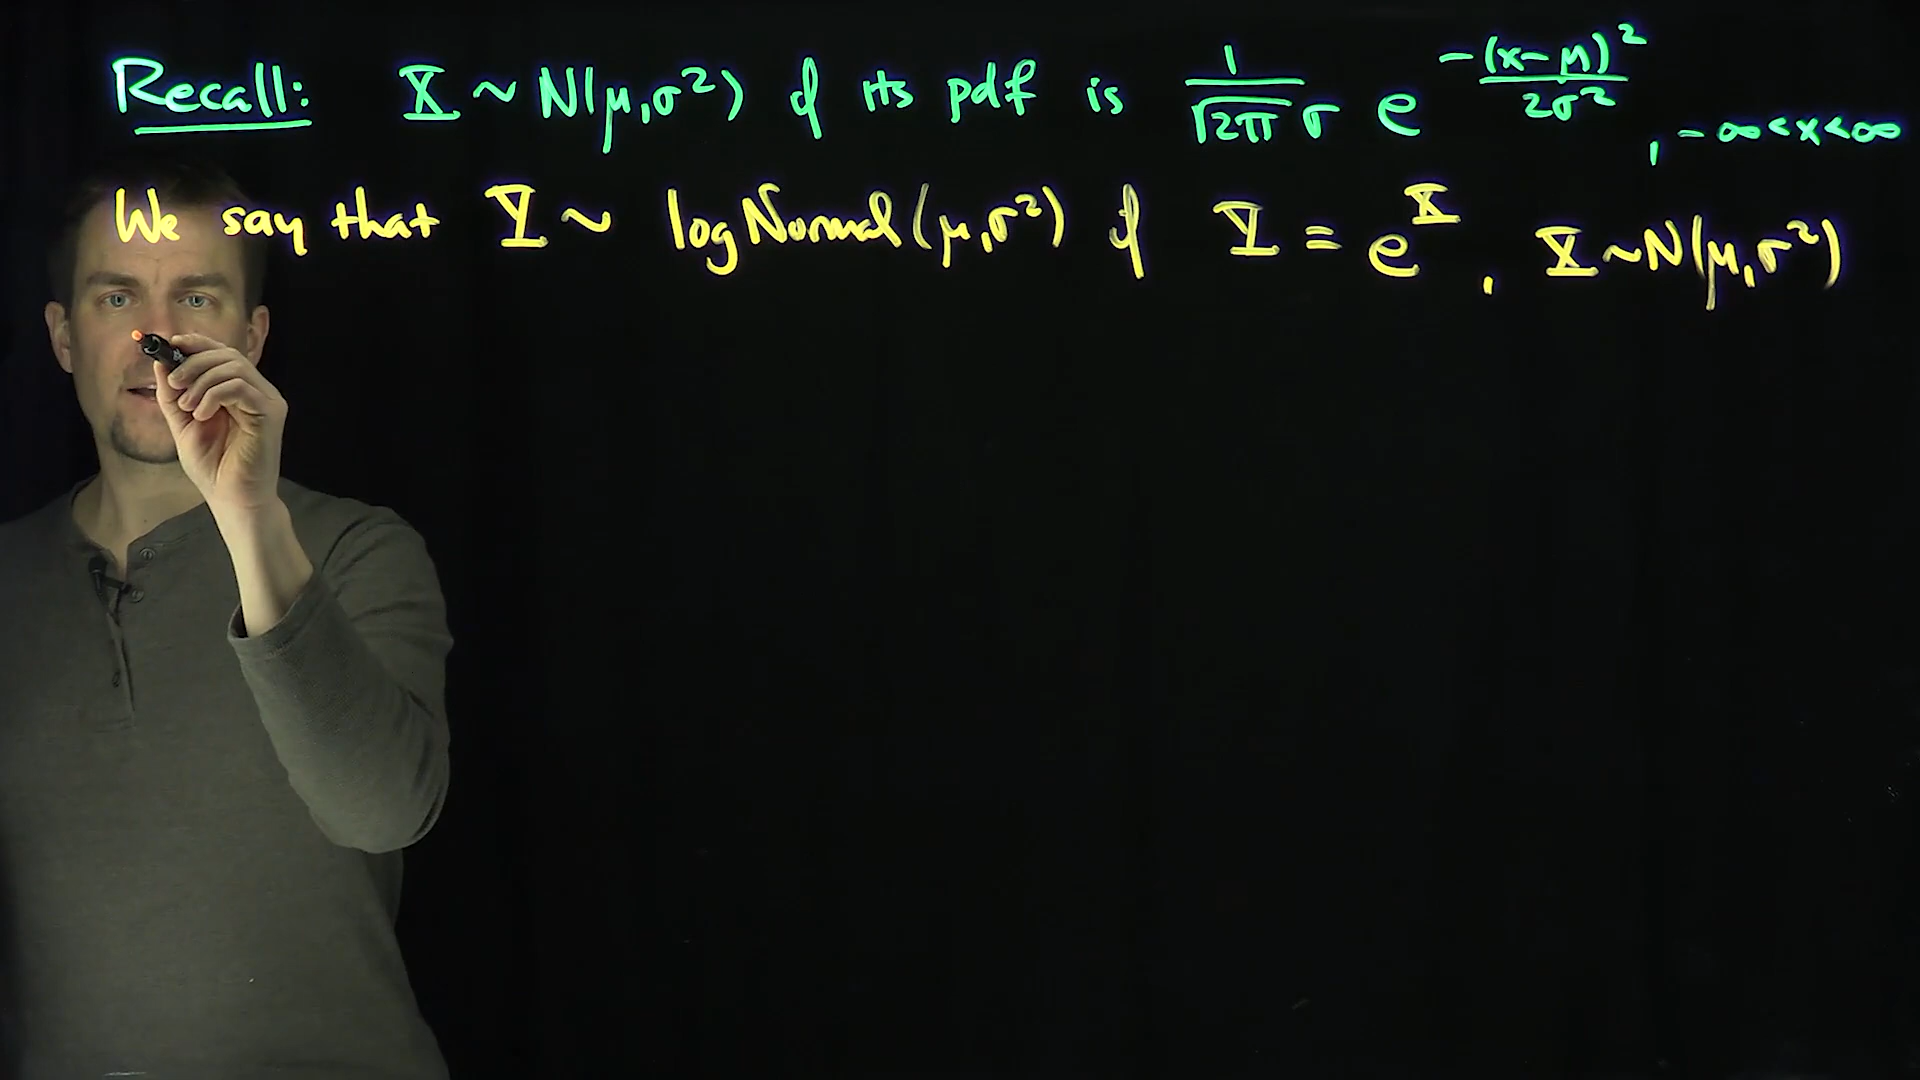 Recall: X ~ N(μ,σ²) if its pdf is 1/(√2π σ) e^(-(x-μ)²/2σ²), -∞<x<∞
We say that Y ~ logNormal(μ,σ²) if Y = e^X, X~N(μ,σ²)